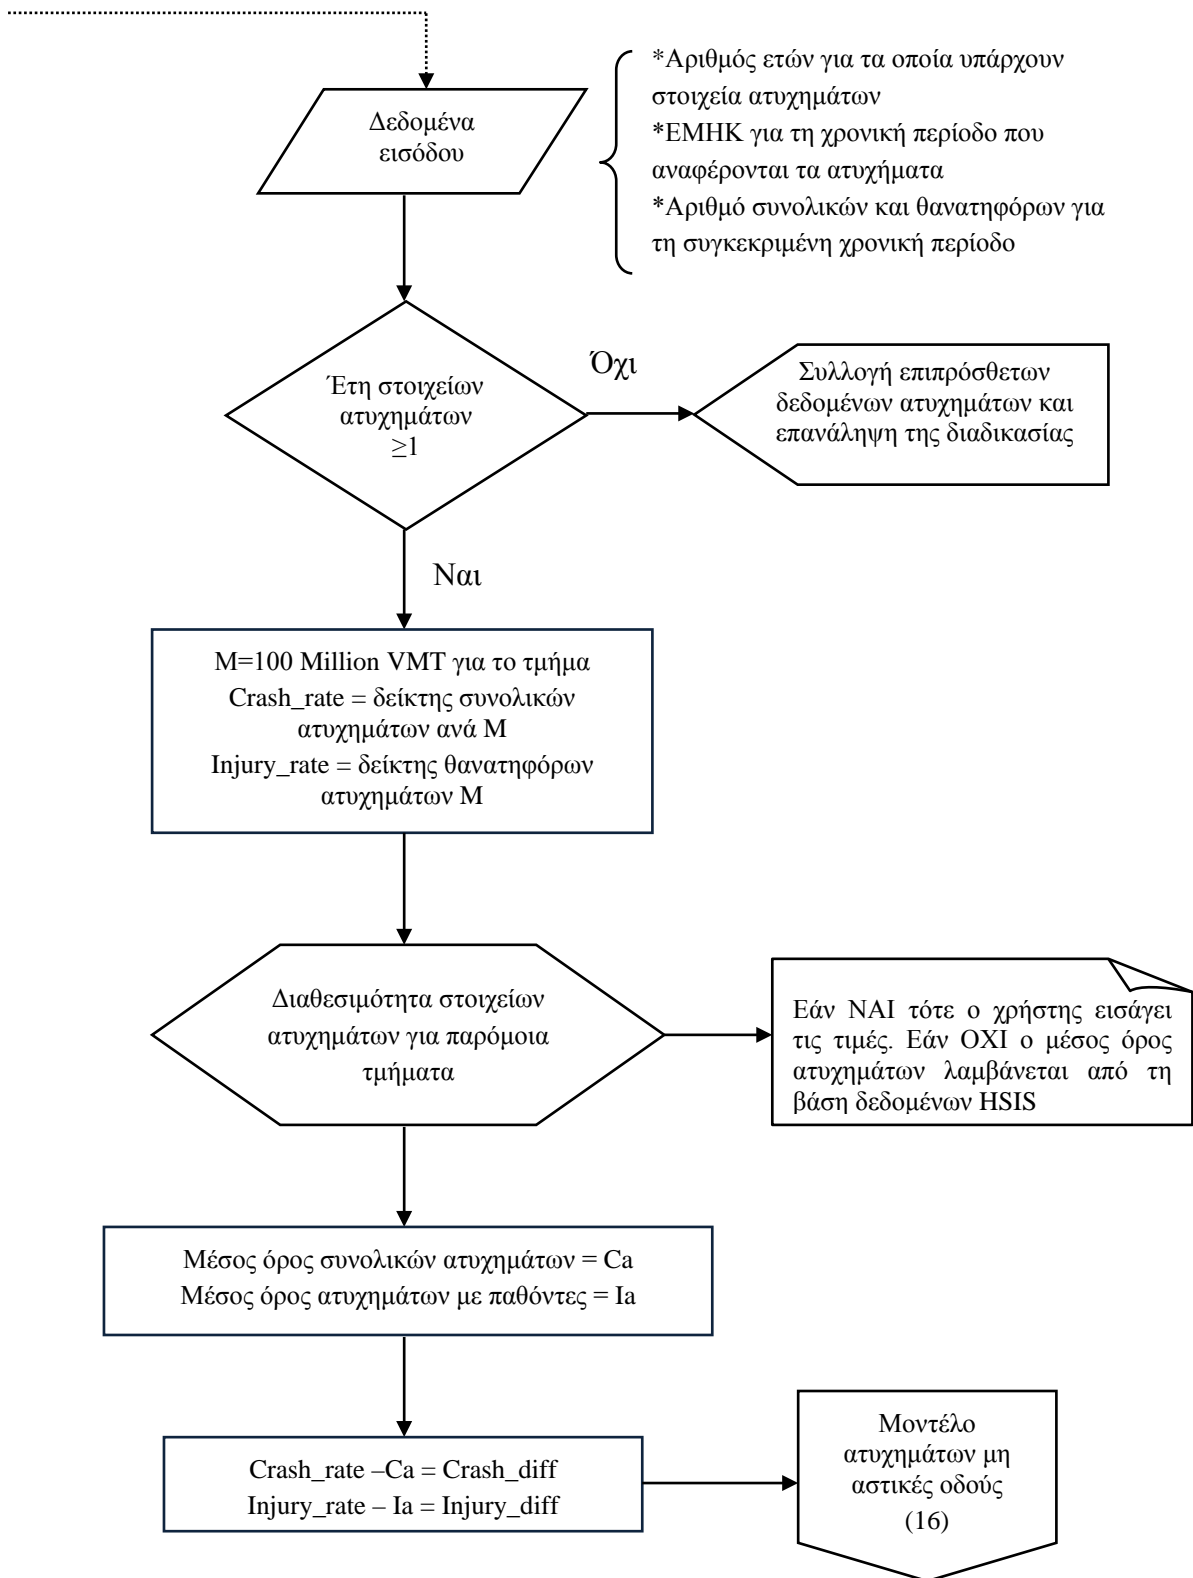 Δεδομένα
εισόδου
*Αριθμός ετών για τα οποία υπάρχουν
στοιχεία ατυχημάτων
*ΕΜΗΚ για τη χρονική περίοδο που
αναφέρονται τα ατυχήματα
*Αριθμό συνολικών και θανατηφόρων για
τη συγκεκριμένη χρονική περίοδο
Έτη στοιχείων
ατυχημάτων
≥1
Όχι
Συλλογή επιπρόσθετων
δεδομένων ατυχημάτων και
επανάληψη της διαδικασίας
Ναι
M=100 Million VMT για το τμήμα
Crash_rate = δείκτης συνολικών
ατυχημάτων ανά Μ
Injury_rate = δείκτης θανατηφόρων
ατυχημάτων Μ
Διαθεσιμότητα στοιχείων
ατυχημάτων για παρόμοια
τμήματα
Εάν ΝΑΙ τότε ο χρήστης εισάγει
τις τιμές. Εάν ΟΧΙ ο μέσος όρος
ατυχημάτων λαμβάνεται από τη
βάση δεδομένων HSIS
Μέσος όρος συνολικών ατυχημάτων = Ca
Μέσος όρος ατυχημάτων με παθόντες = Ia
Crash_rate –Ca = Crash_diff
Injury_rate – Ia = Injury_diff
Μοντέλο
ατυχημάτων μη
αστικές οδούς
(16)